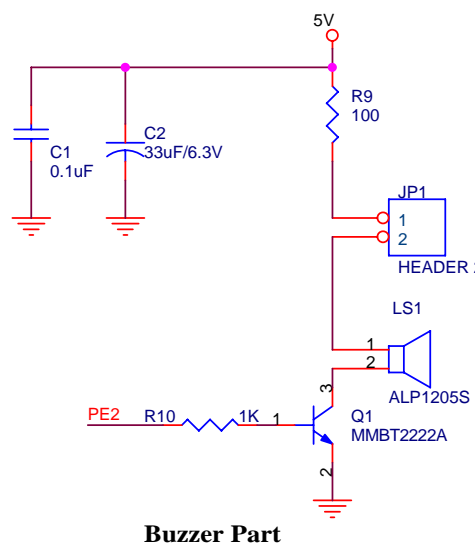 5V
R9
100
C1
0.1uF
C2
33uF/6.3V
JP1
1
2
HEADER
LS1
1
2
ALP1205S
3
PE2
R10
1K
1
Q1
MMBT2222A
2
Buzzer Part